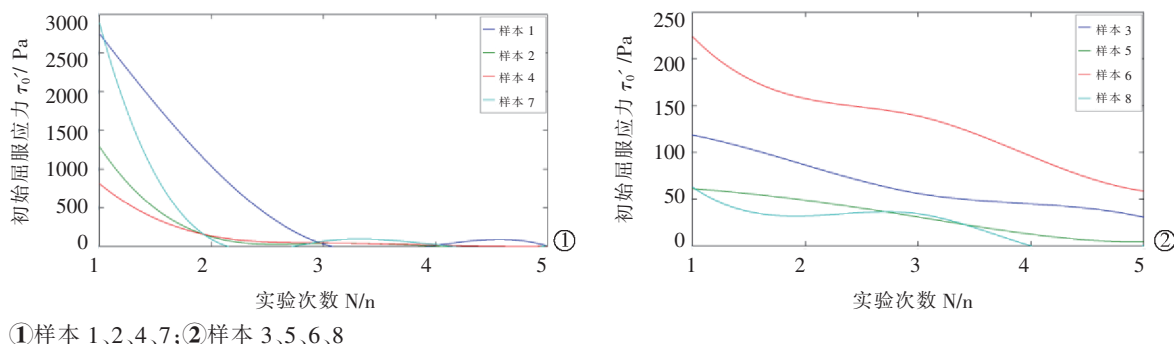 初始屈服应力 τ₀′/ Pa
3000
2500
2000
1500
1000
500
0
1
2
3
4
5
实验次数 N/n
样本 1
样本 2
样本 4
样本 7
①
初始屈服应力 τ₀′/Pa
250
200
150
100
50
0
1
2
3
4
5
实验次数 N/n
样本 3
样本 5
样本 6
样本 8
②
①样本 1、2、4、7;②样本 3、5、6、8